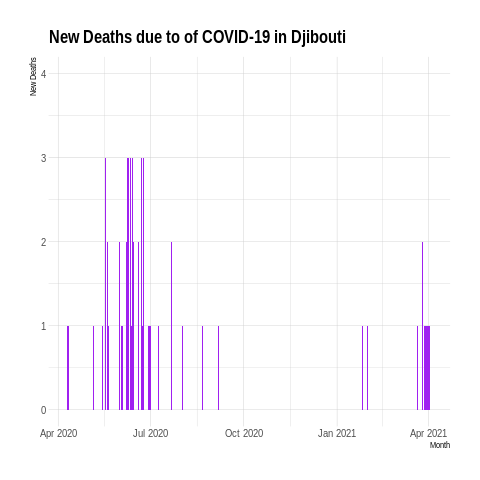 New Deaths due to of COVID-19 in Djibouti
New Deaths
4
3
2
1
0
Apr 2020 Jul 2020 Oct 2020 Jan 2021 Apr 2021
Month